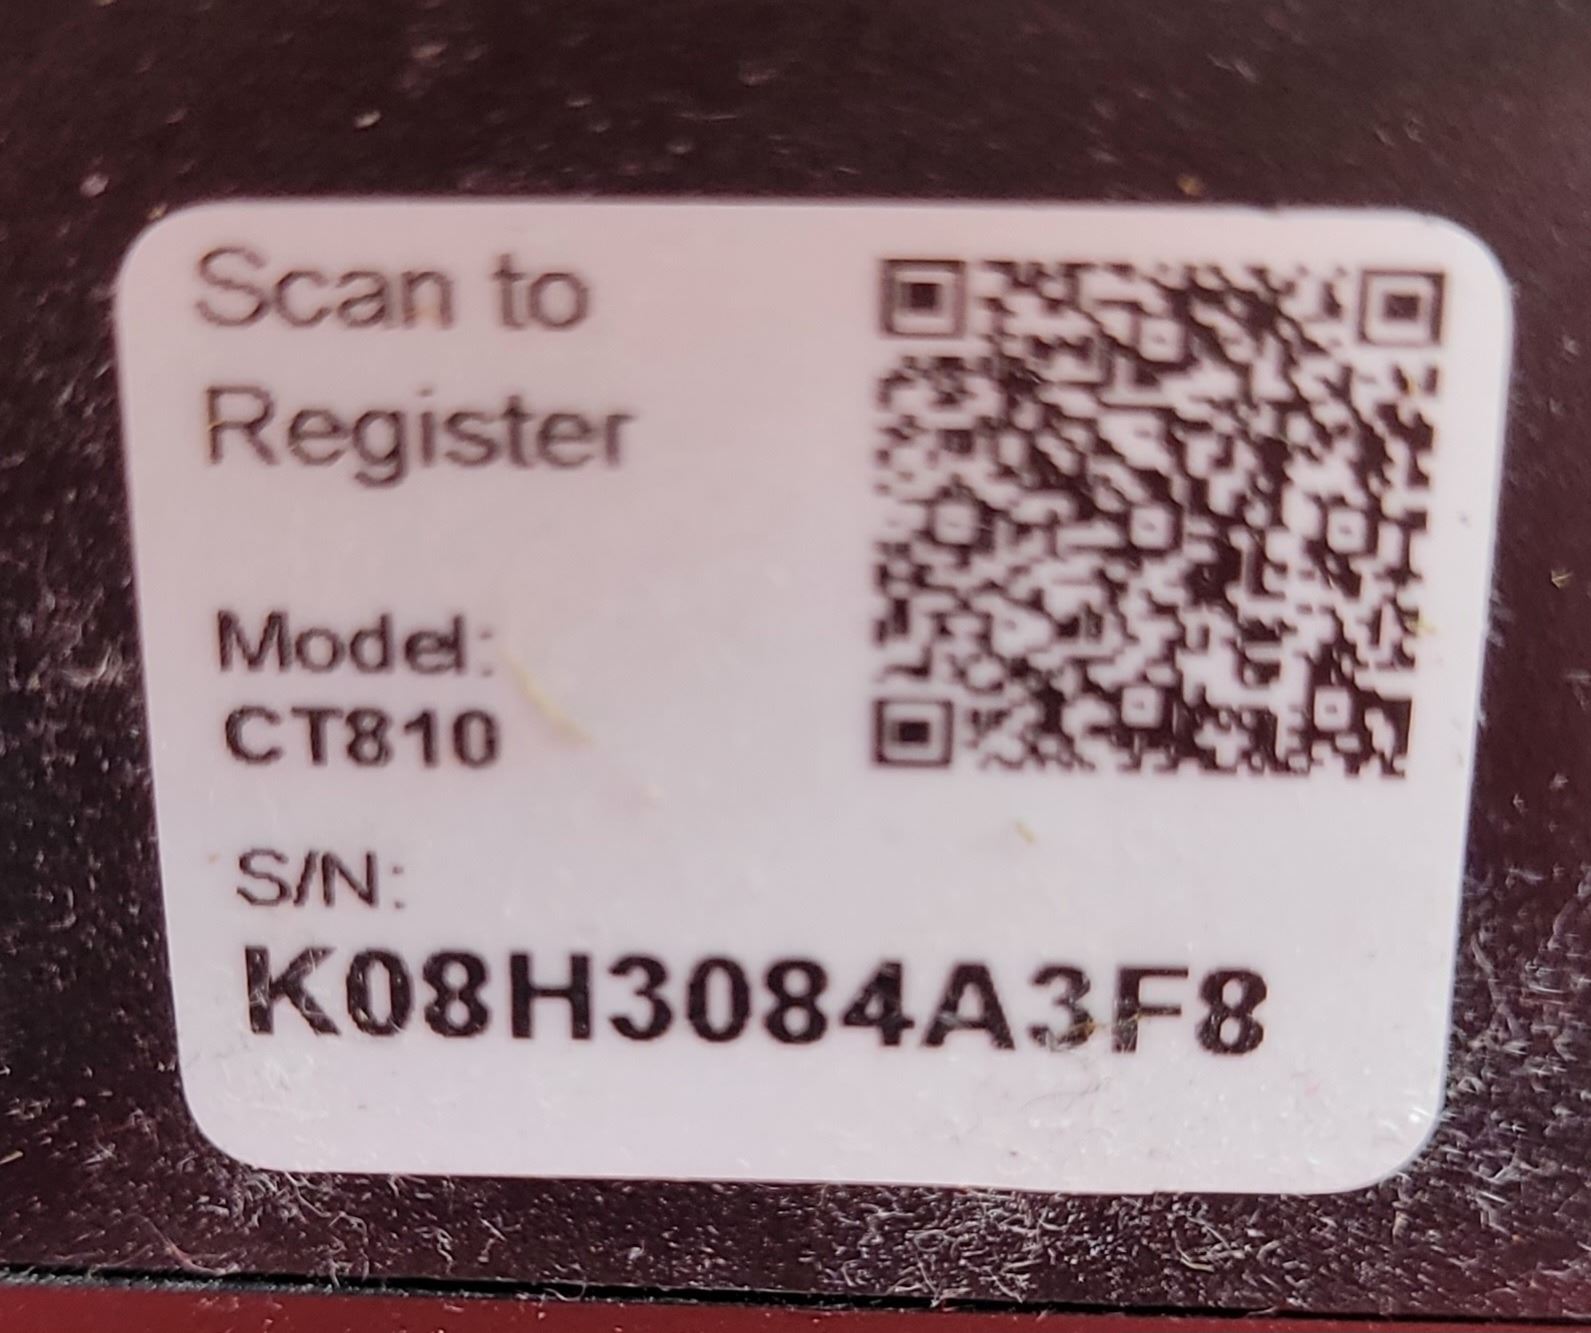 Scan to
Register
Model:
CT810
S/N:
K08H3084A3F8